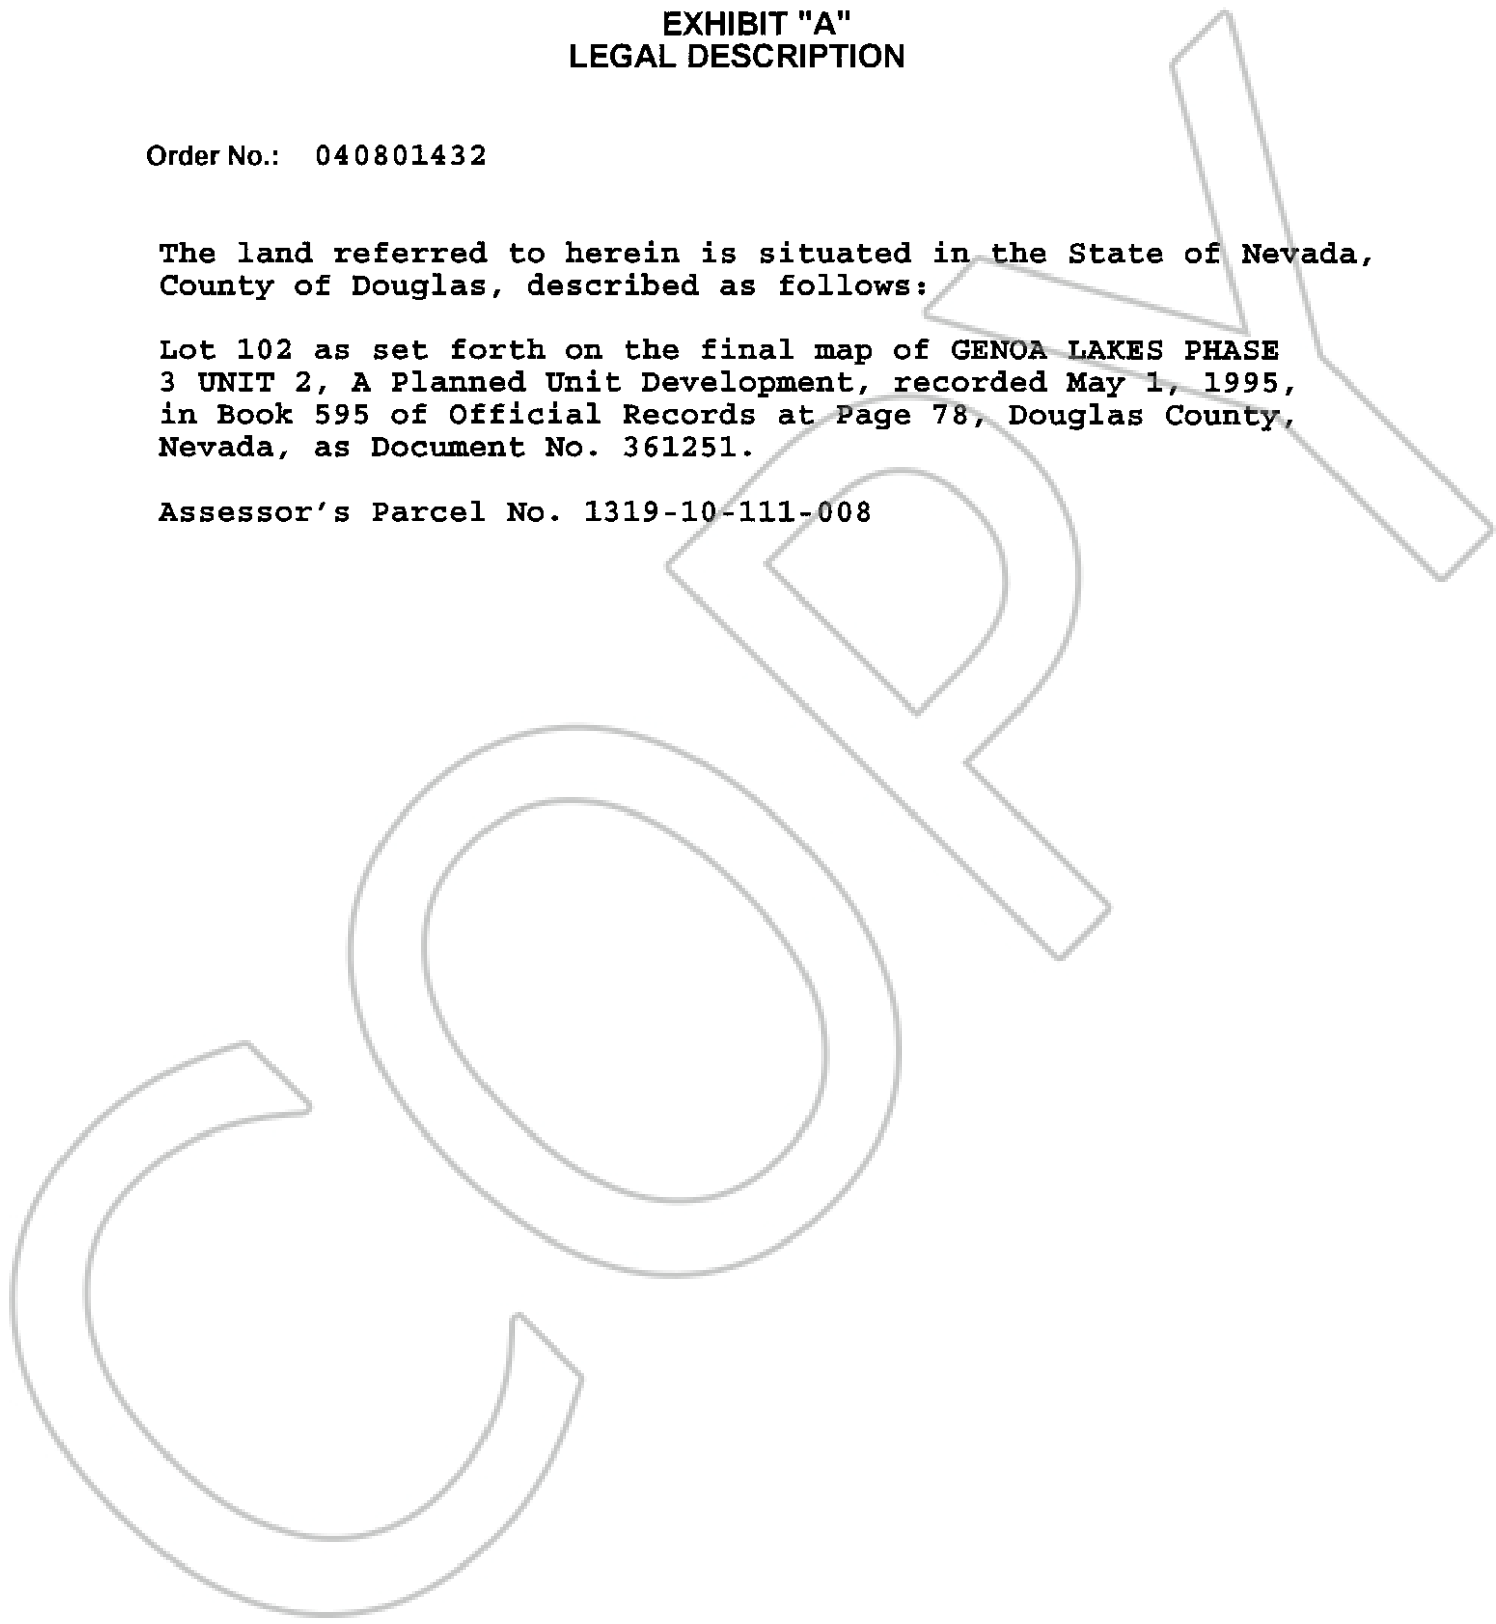 EXHIBIT "A"
LEGAL DESCRIPTION
Order No.: 040801432
The land referred to herein is situated in the State of Nevada,
County of Douglas, described as follows:
Lot 102 as set forth on the final map of GENOA LAKES PHASE
3 UNIT 2, A Planned Unit Development, recorded May 1, 1995,
in Book 595 of Official Records at Page 78, Douglas County,
Nevada, as Document No. 361251.
Assessor's Parcel No. 1319-10-111-008
COPY